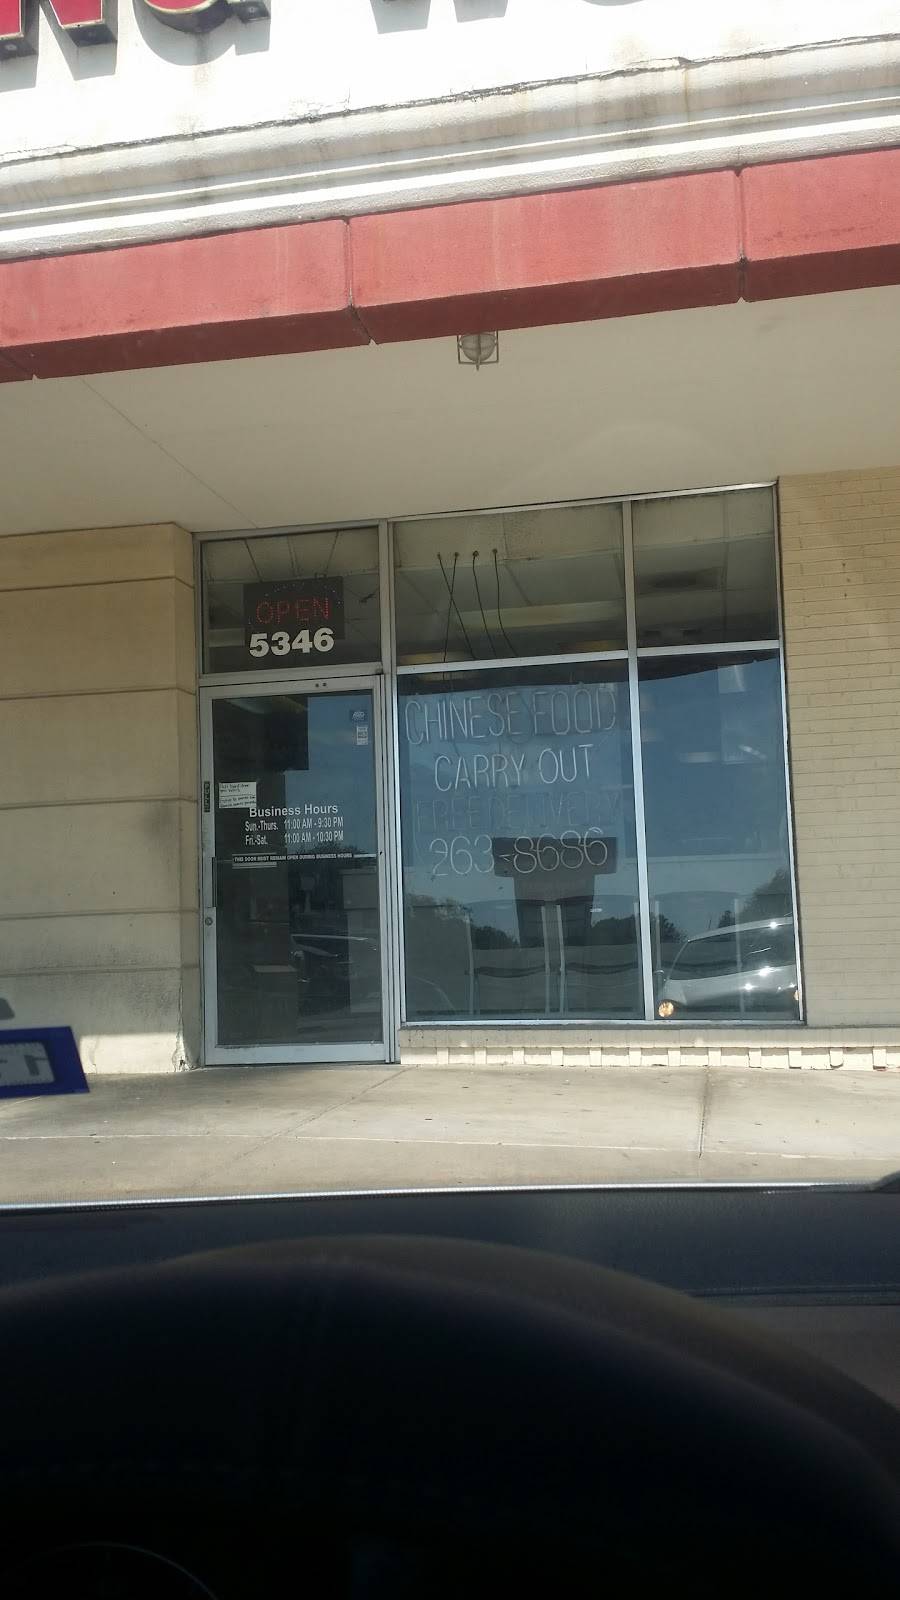 OPEN
5346
CHINESE FOOD
CARRY OUT
FREE DELIVERY
263-8686
Business Hours
Sun.-Thurs. 11:00 AM - 9:30 PM
Fri.-Sat. 11:00 AM - 10:30 PM
THIS DOOR MUST REMAIN OPEN DURING BUSINESS HOURS